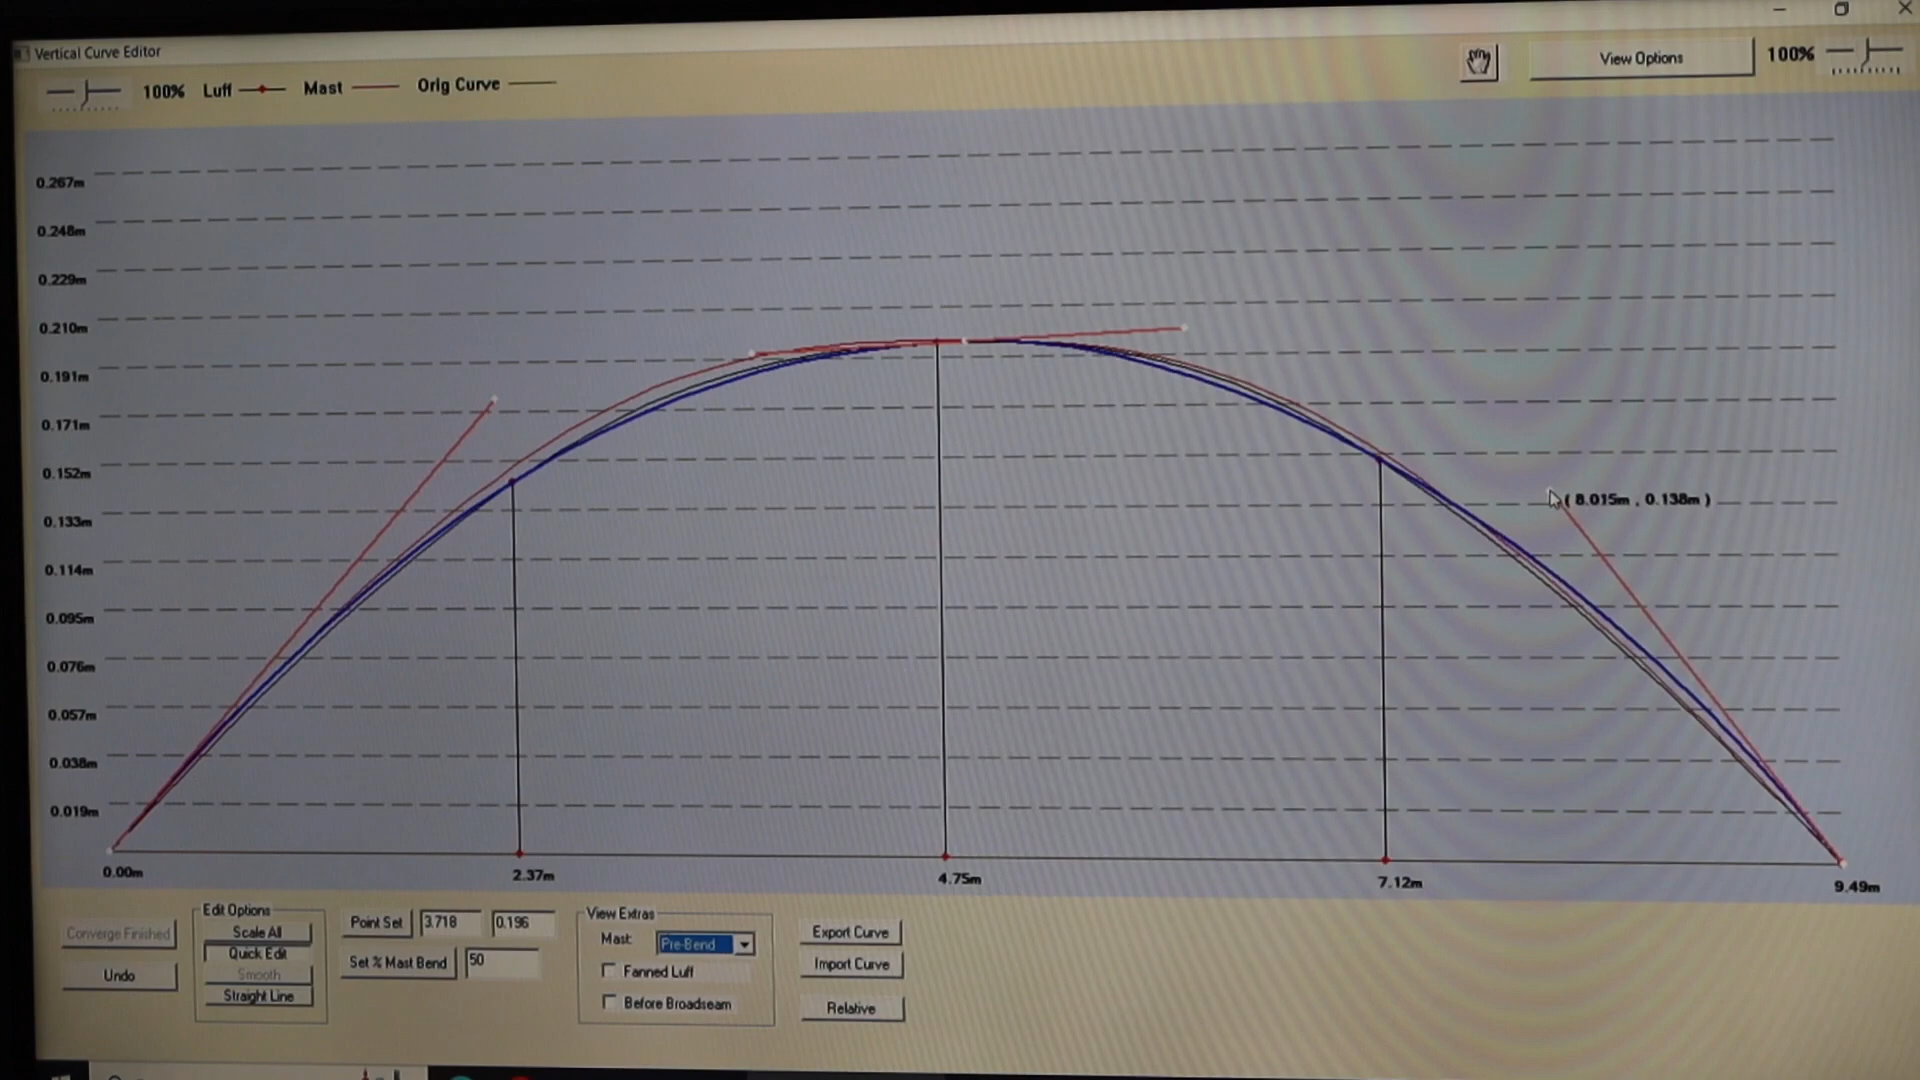 Vertical Curve Editor
100% Luff Mast Orig Curve View Options 100%
0.267m
0.248m
0.229m
0.210m
0.191m
0.171m
0.152m
0.133m
( 8.015m , 0.138m )
0.114m
0.095m
0.076m
0.057m
0.038m
0.019m
0.00m 2.37m 4.75m 7.12m 9.49m
Converge Finished
Undo
Edit Options
Scale All
Quick Edit
Smooth
Straight Line
Point Set 3.718 0.196
Set % Mast Bend 50
View Extras
Mast: Pre-Bend
Fanned Luff
Before Broadseam
Export Curve
Import Curve
Relative